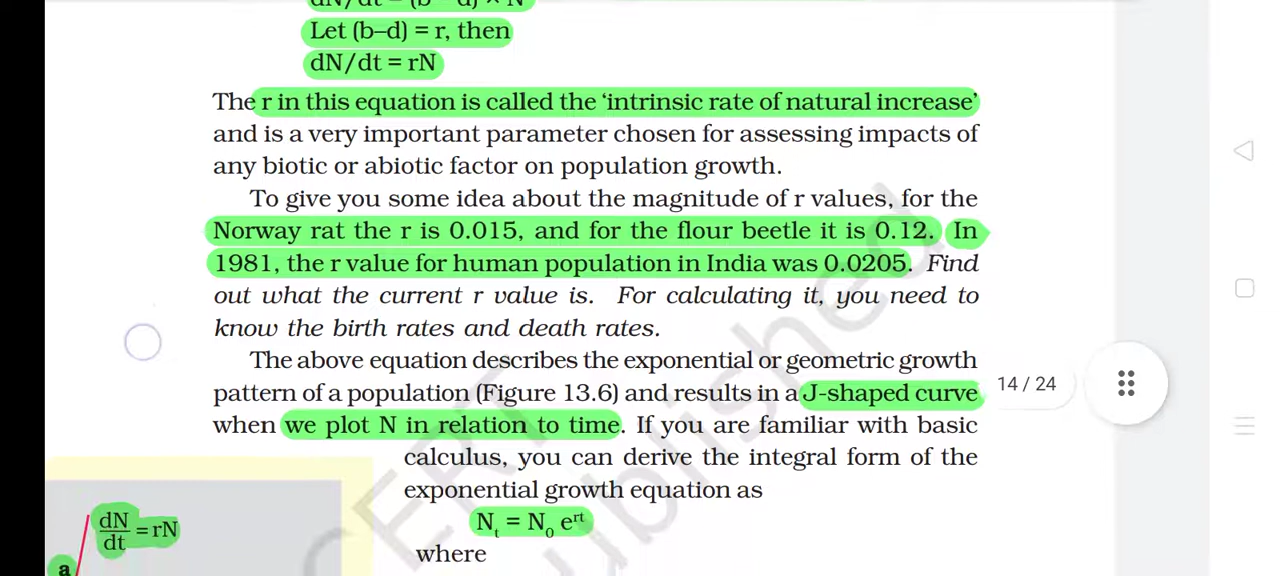 dN/dt = (b – d) × N
Let (b–d) = r, then
dN/dt = rN
The r in this equation is called the ‘intrinsic rate of natural increase’
and is a very important parameter chosen for assessing impacts of
any biotic or abiotic factor on population growth.
To give you some idea about the magnitude of r values, for the
Norway rat the r is 0.015, and for the flour beetle it is 0.12. In
1981, the r value for human population in India was 0.0205. Find
out what the current r value is. For calculating it, you need to
know the birth rates and death rates.
The above equation describes the exponential or geometric growth
pattern of a population (Figure 13.6) and results in a J-shaped curve
14 / 24
when we plot N in relation to time. If you are familiar with basic
calculus, you can derive the integral form of the
exponential growth equation as
Nt = N0 e^rt
where
dN/dt = rN
a